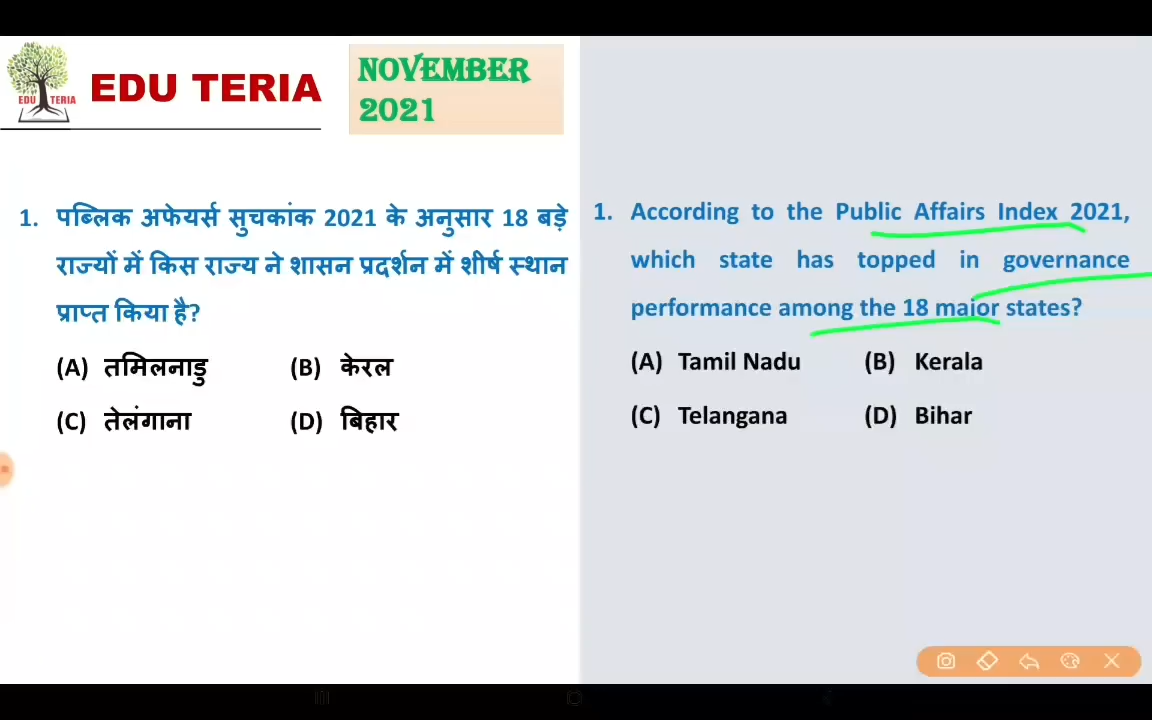 EDU TERIA
EDU TERIA
NOVEMBER
2021
1. पब्लिक अफेयर्स सुचकांक 2021 के अनुसार 18 बड़े
राज्यों में किस राज्य ने शासन प्रदर्शन में शीर्ष स्थान
प्राप्त किया है?
(A) तमिलनाडु (B) केरल
(C) तेलंगाना (D) बिहार
1. According to the Public Affairs Index 2021,
which state has topped in governance
performance among the 18 major states?
(A) Tamil Nadu (B) Kerala
(C) Telangana (D) Bihar